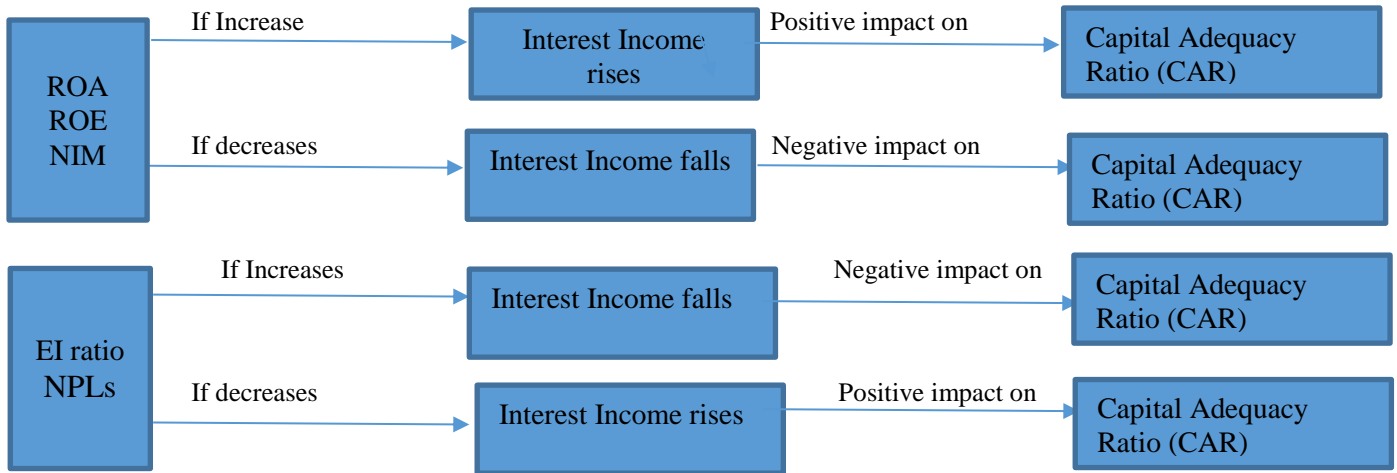 ROA
ROE
NIM
If Increase
Interest Income
rises
Positive impact on
Capital Adequacy
Ratio (CAR)
If decreases
Interest Income falls
Negative impact on
Capital Adequacy
Ratio (CAR)
EI ratio
NPLs
If Increases
Interest Income falls
Negative impact on
Capital Adequacy
Ratio (CAR)
If decreases
Interest Income rises
Positive impact on
Capital Adequacy
Ratio (CAR)